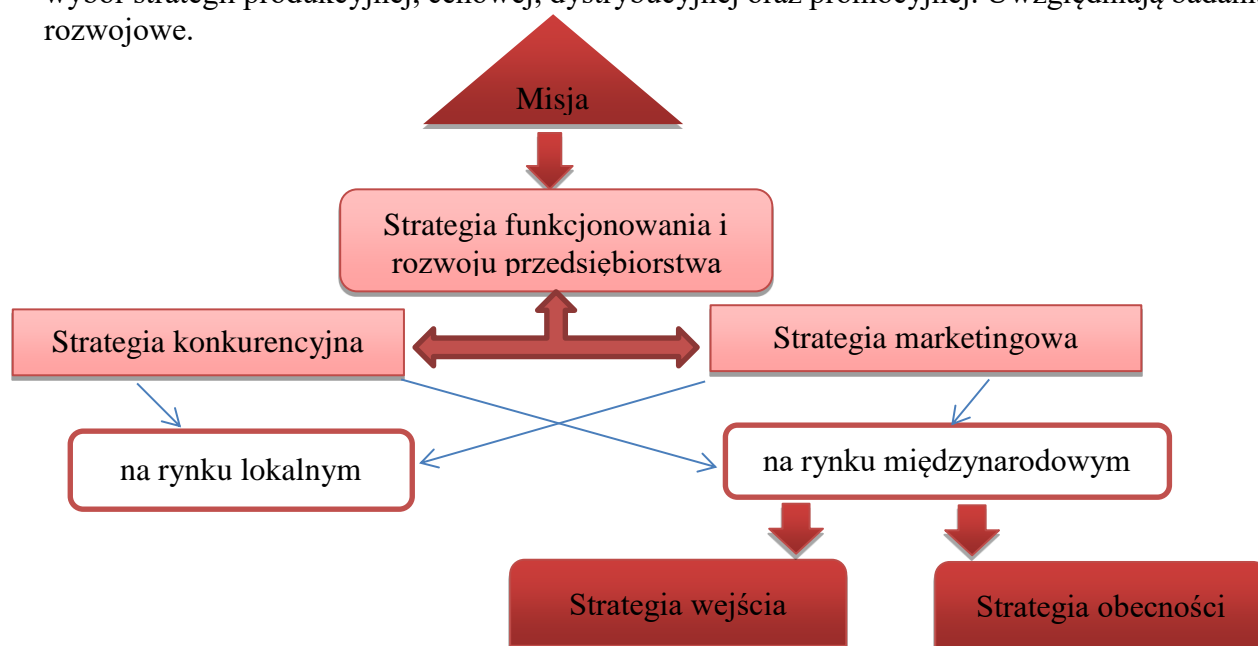 wybór strategii produkcyjnej, cenowej, dystrybucyjnej oraz promocyjnej. Uwzględniają badania
rozwojowe.
Misja
Strategia funkcjonowania i
rozwoju przedsiębiorstwa
Strategia konkurencyjna
Strategia marketingowa
na rynku lokalnym
na rynku międzynarodowym
Strategia wejścia
Strategia obecności